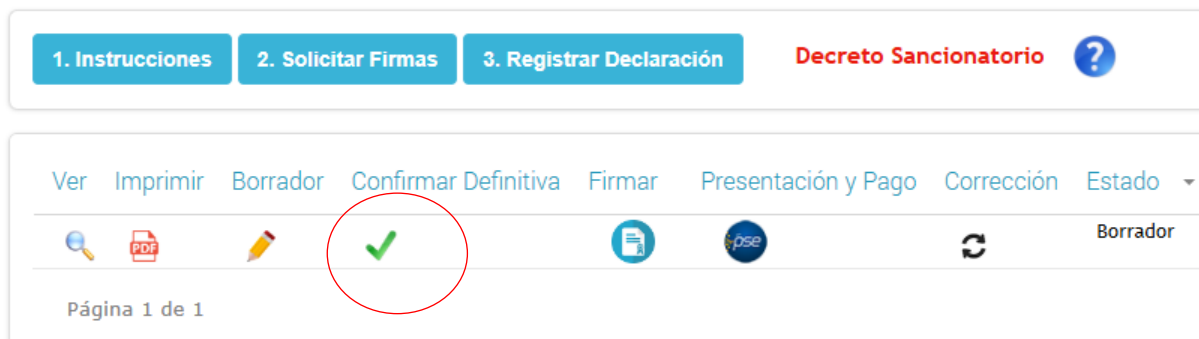 1. Instrucciones 2. Solicitar Firmas 3. Registrar Declaración Decreto Sancionatorio ?
Ver Imprimir Borrador Confirmar Definitiva Firmar Presentación y Pago Corrección Estado
PDF pse Borrador
Página 1 de 1